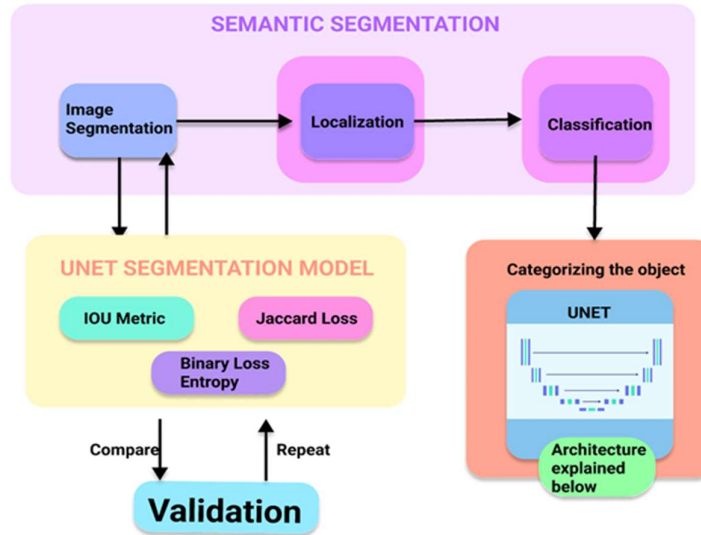 SEMANTIC SEGMENTATION
Image
Segmentation
Localization
Classification
UNET SEGMENTATION MODEL
IOU Metric
Jaccard Loss
Binary Loss
Entropy
Compare
Repeat
Validation
Categorizing the object
UNET
Architecture
explained
below